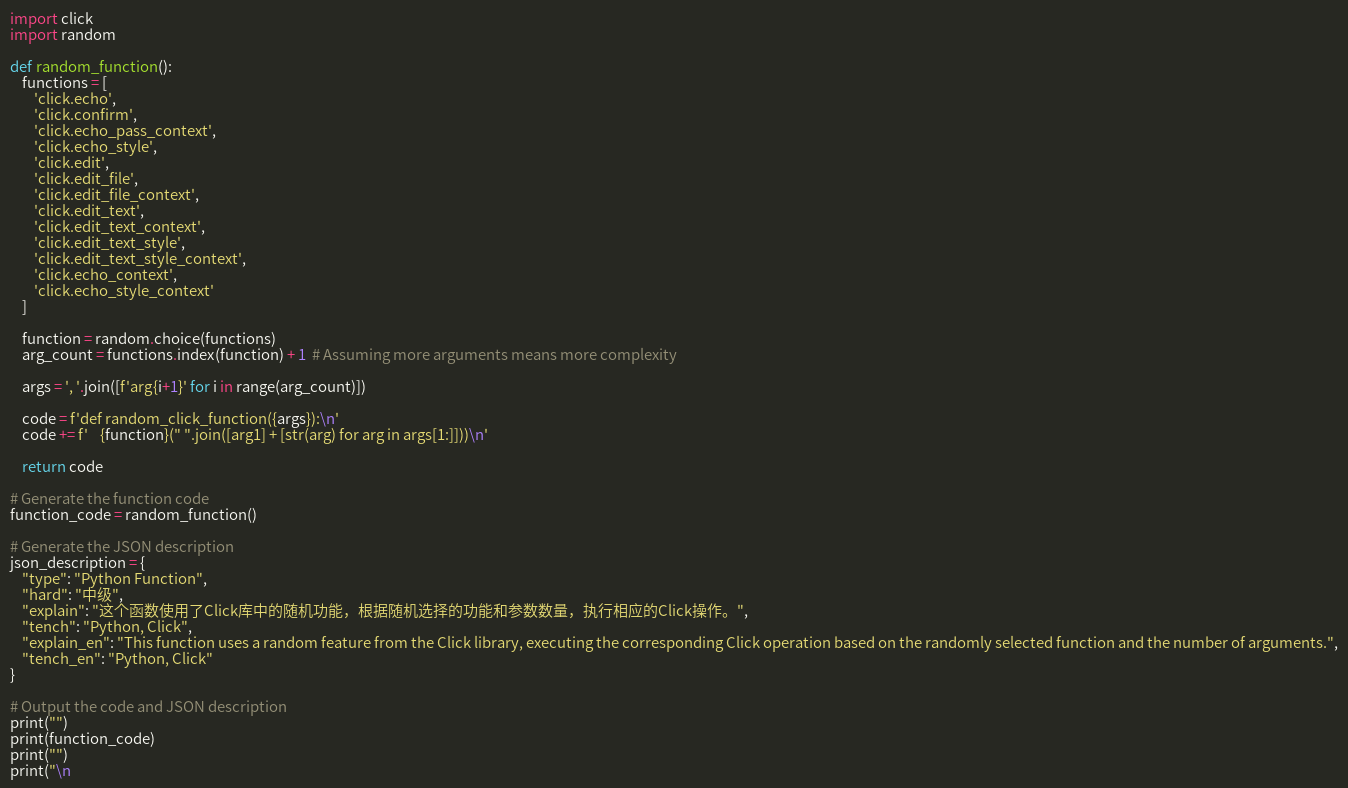 import click
import random

def random_function():
    functions = [
        'click.echo',
        'click.confirm',
        'click.echo_pass_context',
        'click.echo_style',
        'click.edit',
        'click.edit_file',
        'click.edit_file_context',
        'click.edit_text',
        'click.edit_text_context',
        'click.edit_text_style',
        'click.edit_text_style_context',
        'click.echo_context',
        'click.echo_style_context'
    ]

    function = random.choice(functions)
    arg_count = functions.index(function) + 1  # Assuming more arguments means more complexity

    args = ', '.join([f'arg{i+1}' for i in range(arg_count)])

    code = f'def random_click_function({args}):\n'
    code += f'    {function}(" ".join([arg1] + [str(arg) for arg in args[1:]]))\n'

    return code

# Generate the function code
function_code = random_function()

# Generate the JSON description
json_description = {
    "type": "Python Function",
    "hard": "中级",
    "explain": "这个函数使用了Click库中的随机功能，根据随机选择的功能和参数数量，执行相应的Click操作。",
    "tench": "Python, Click",
    "explain_en": "This function uses a random feature from the Click library, executing the corresponding Click operation based on the randomly selected function and the number of arguments.",
    "tench_en": "Python, Click"
}

# Output the code and JSON description
print("")
print(function_code)
print("")
print("\n